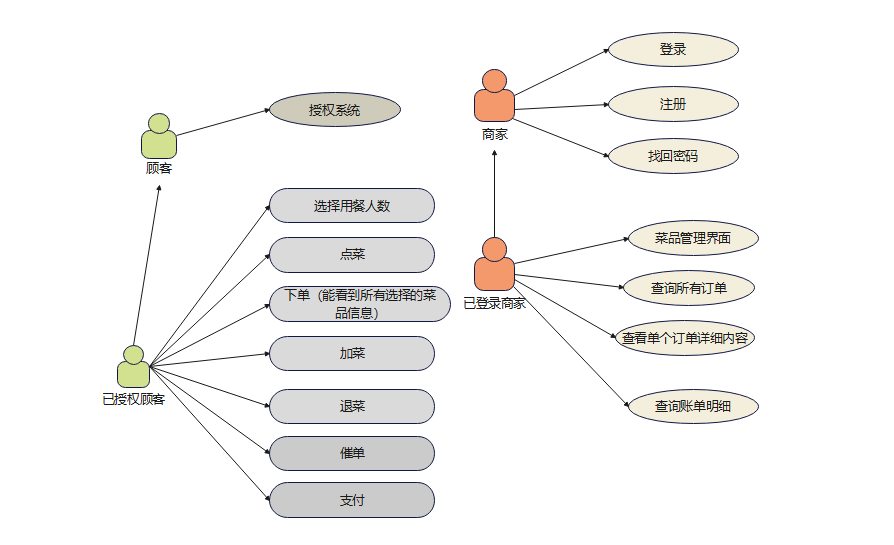 授权系统
顾客
选择用餐人数
点菜
下单（能看到所有选择的菜
品信息）
加菜
已授权顾客
退菜
催单
支付
登录
注册
商家
找回密码
菜品管理界面
查询所有订单
已登录商家
查看单个订单详细内容
查询账单明细